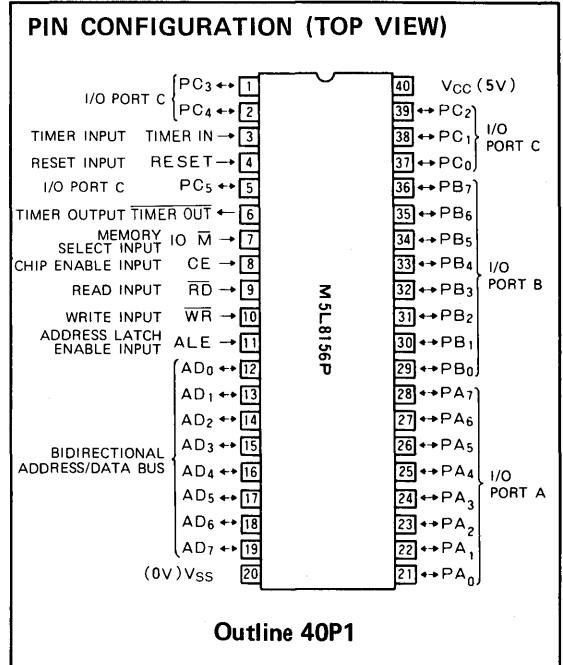 PIN CONFIGURATION (TOP VIEW)
I/O PORT C
PC3 ↔ 1
PC4 ↔ 2
TIMER INPUT TIMER IN → 3
RESET INPUT RESET → 4
I/O PORT C PC5 ↔ 5
TIMER OUTPUT T̅I̅M̅E̅R̅ O̅U̅T̅ ← 6
MEMORY
SELECT INPUT IO M̅ → 7
CHIP ENABLE INPUT CE → 8
READ INPUT R̅D̅ → 9
WRITE INPUT W̅R̅ → 10
ADDRESS LATCH
ENABLE INPUT ALE → 11
AD0 ↔ 12
AD1 ↔ 13
AD2 ↔ 14
AD3 ↔ 15
BIDIRECTIONAL
ADDRESS/DATA BUS
AD4 ↔ 16
AD5 ↔ 17
AD6 ↔ 18
AD7 ↔ 19
(0V) VSS 20
M5L8156P
40 VCC (5V)
39 ↔ PC2
38 ↔ PC1
37 ↔ PC0
I/O
PORT C
36 ↔ PB7
35 ↔ PB6
34 ↔ PB5
33 ↔ PB4
32 ↔ PB3
31 ↔ PB2
30 ↔ PB1
29 ↔ PB0
I/O
PORT B
28 ↔ PA7
27 ↔ PA6
26 ↔ PA5
25 ↔ PA4
24 ↔ PA3
23 ↔ PA2
22 ↔ PA1
21 ↔ PA0
I/O
PORT A
Outline 40P1